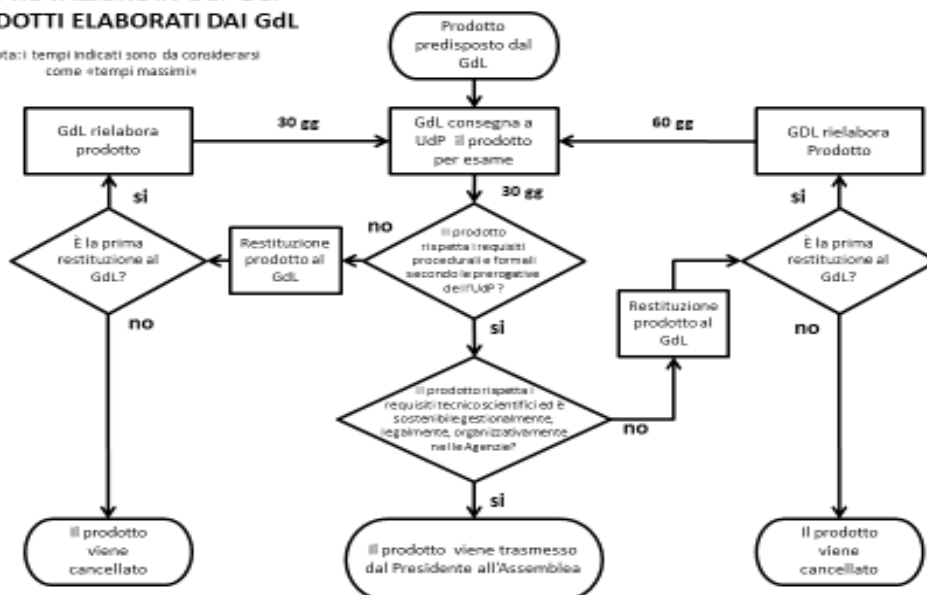 DOTTI ELABORATI DAI GdL
ta: i tempi indicati sono da considerarsi
come «tempi massimi»
Prodotto
predisposto dal
GdL
GdL rielabora
prodotto
30 gg
GdL consegna a
UdP il prodotto
per esame
60 gg
GDL rielabora
Prodotto
si
30 gg
si
È la prima
restituzione al
GdL?
Restituzione
prodotto al
GdL
no
Il prodotto
rispetta i requisiti
procedurali e formali
secondo le prerogative
dell'UdP ?
È la prima
restituzione al
GdL?
no
si
Restituzione
prodotto al
GdL
no
Il prodotto rispetta i
requisiti tecnico scientifici ed è
sostenibile gestionalmente,
legalmente, organizzativamente,
nelle Agenzie?
no
si
Il prodotto
viene
cancellato
Il prodotto viene trasmesso
dal Presidente all'Assemblea
Il prodotto
viene
cancellato